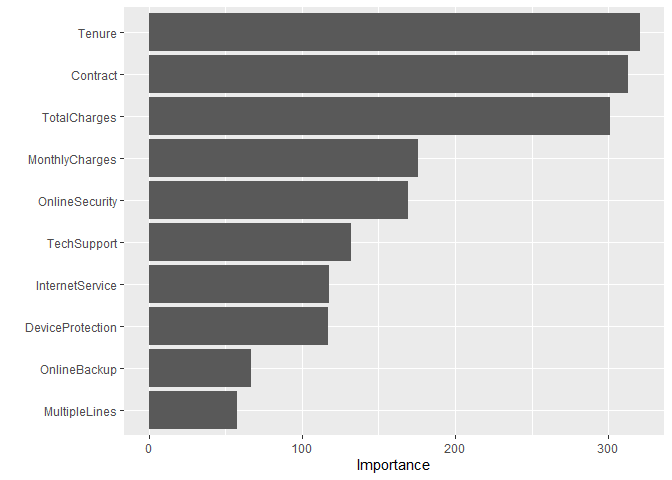 Tenure
Contract
TotalCharges
MonthlyCharges
OnlineSecurity
TechSupport
InternetService
DeviceProtection
OnlineBackup
MultipleLines
0 100 200 300
Importance